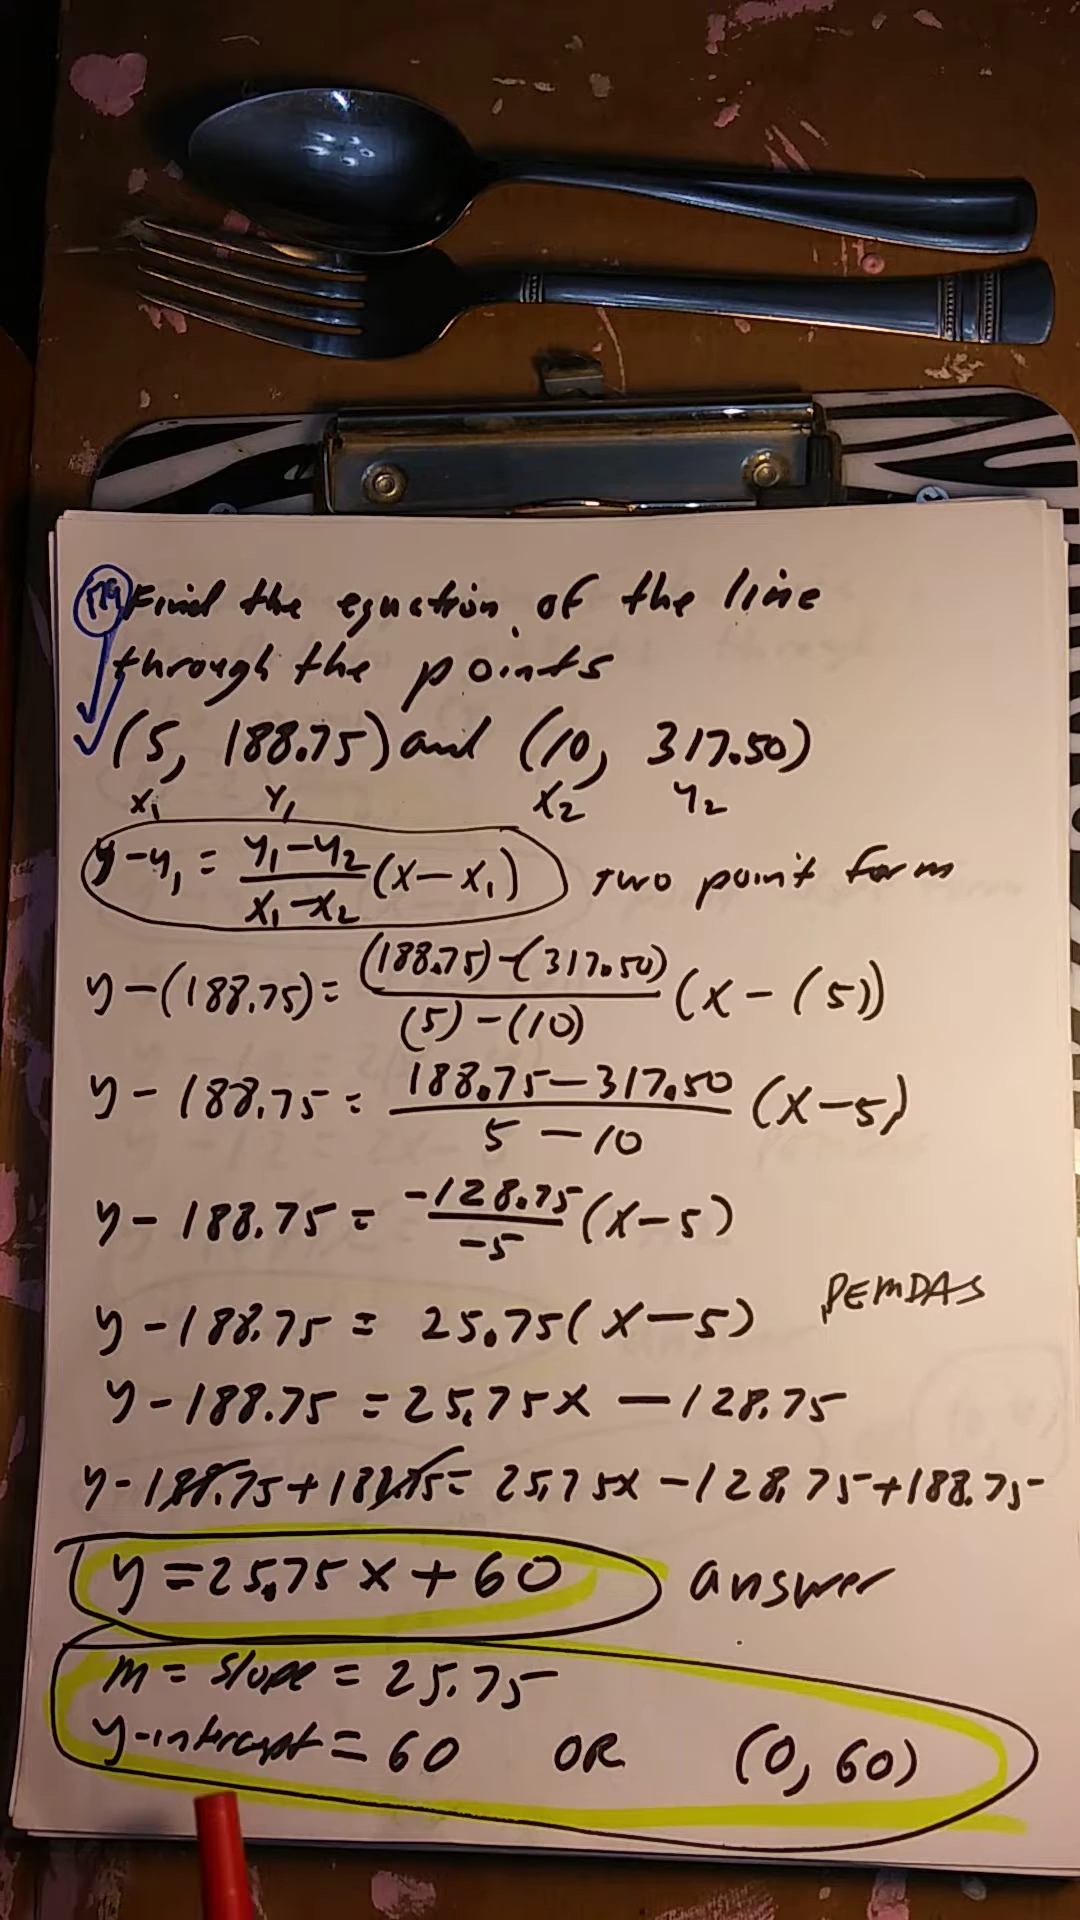 Find the equation of the line
through the points
(5, 188.75) and (10, 317.50)
x₁ y₁ x₂ y₂
y-y₁ = y₁-y₂/x₁-x₂ (x-x₁) Two point form
y-(188.75) = (188.75)-(317.50)/(5)-(10) (x-(5))
y-188.75 = 188.75-317.50/5-10 (x-5)
y-188.75 = -128.75/-5 (x-5)
PEMDAS
y-188.75 = 25.75(x-5)
y-188.75 = 25.75x-128.75
y-188.75+188.75 = 25.75x-128.75+188.75
y=25.75x+60 answer
m = slope = 25.75
y-intercept = 60 OR (0, 60)